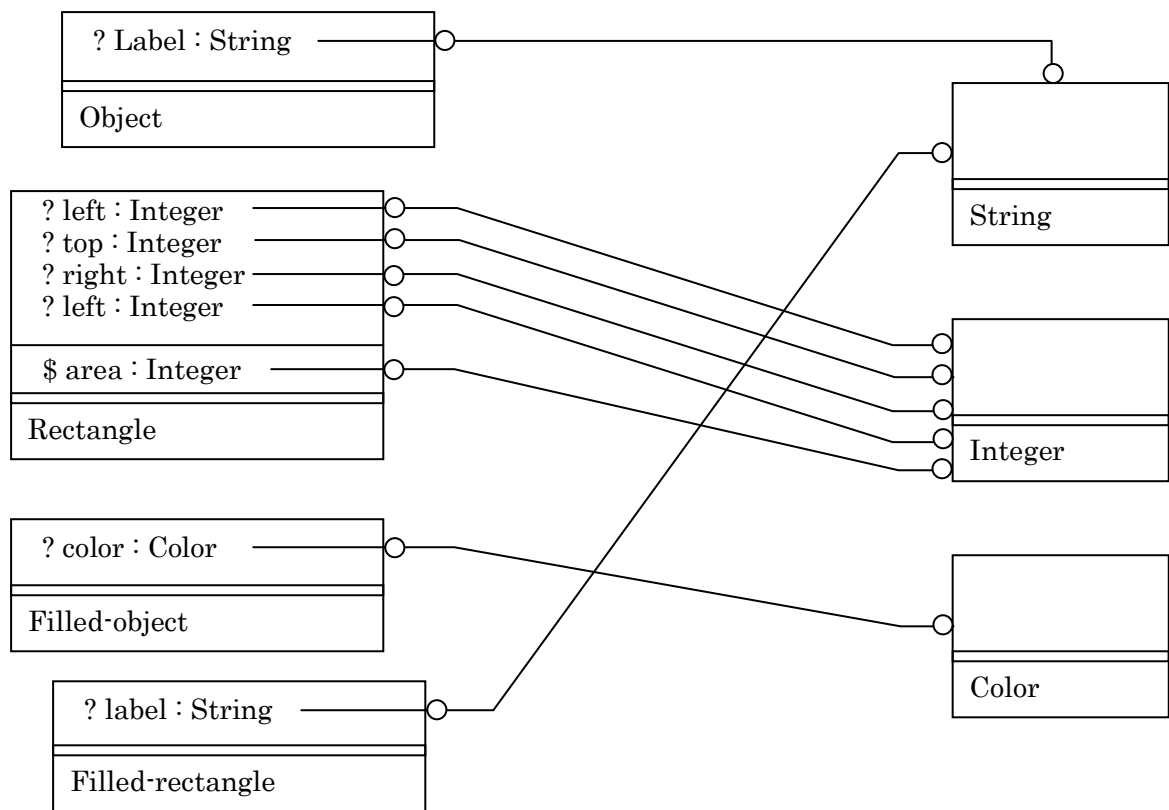 ? Label : String
Object
String
? left : Integer
? top : Integer
? right : Integer
? left : Integer
$ area : Integer
Rectangle
Integer
? color : Color
Filled-object
Color
? label : String
Filled-rectangle